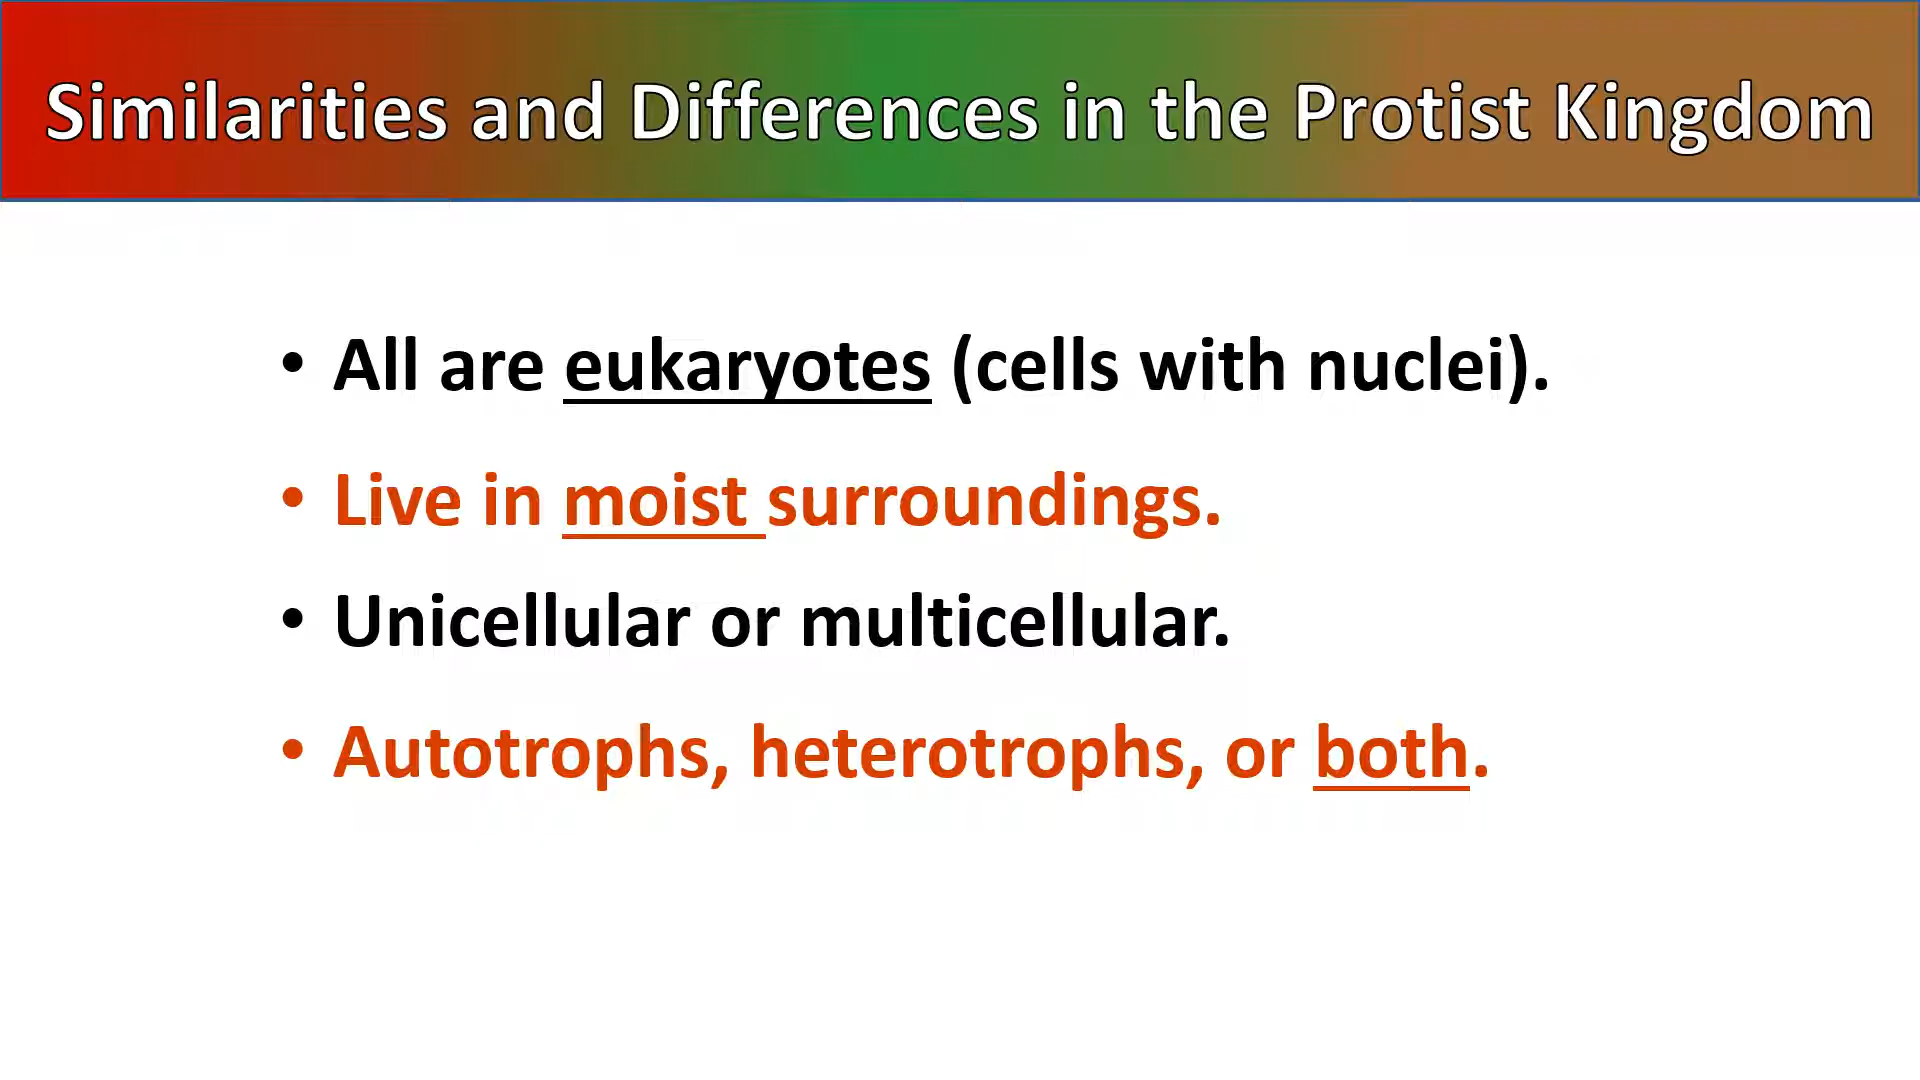 Similarities and Differences in the Protist Kingdom
• All are eukaryotes (cells with nuclei).
• Live in moist surroundings.
• Unicellular or multicellular.
• Autotrophs, heterotrophs, or both.